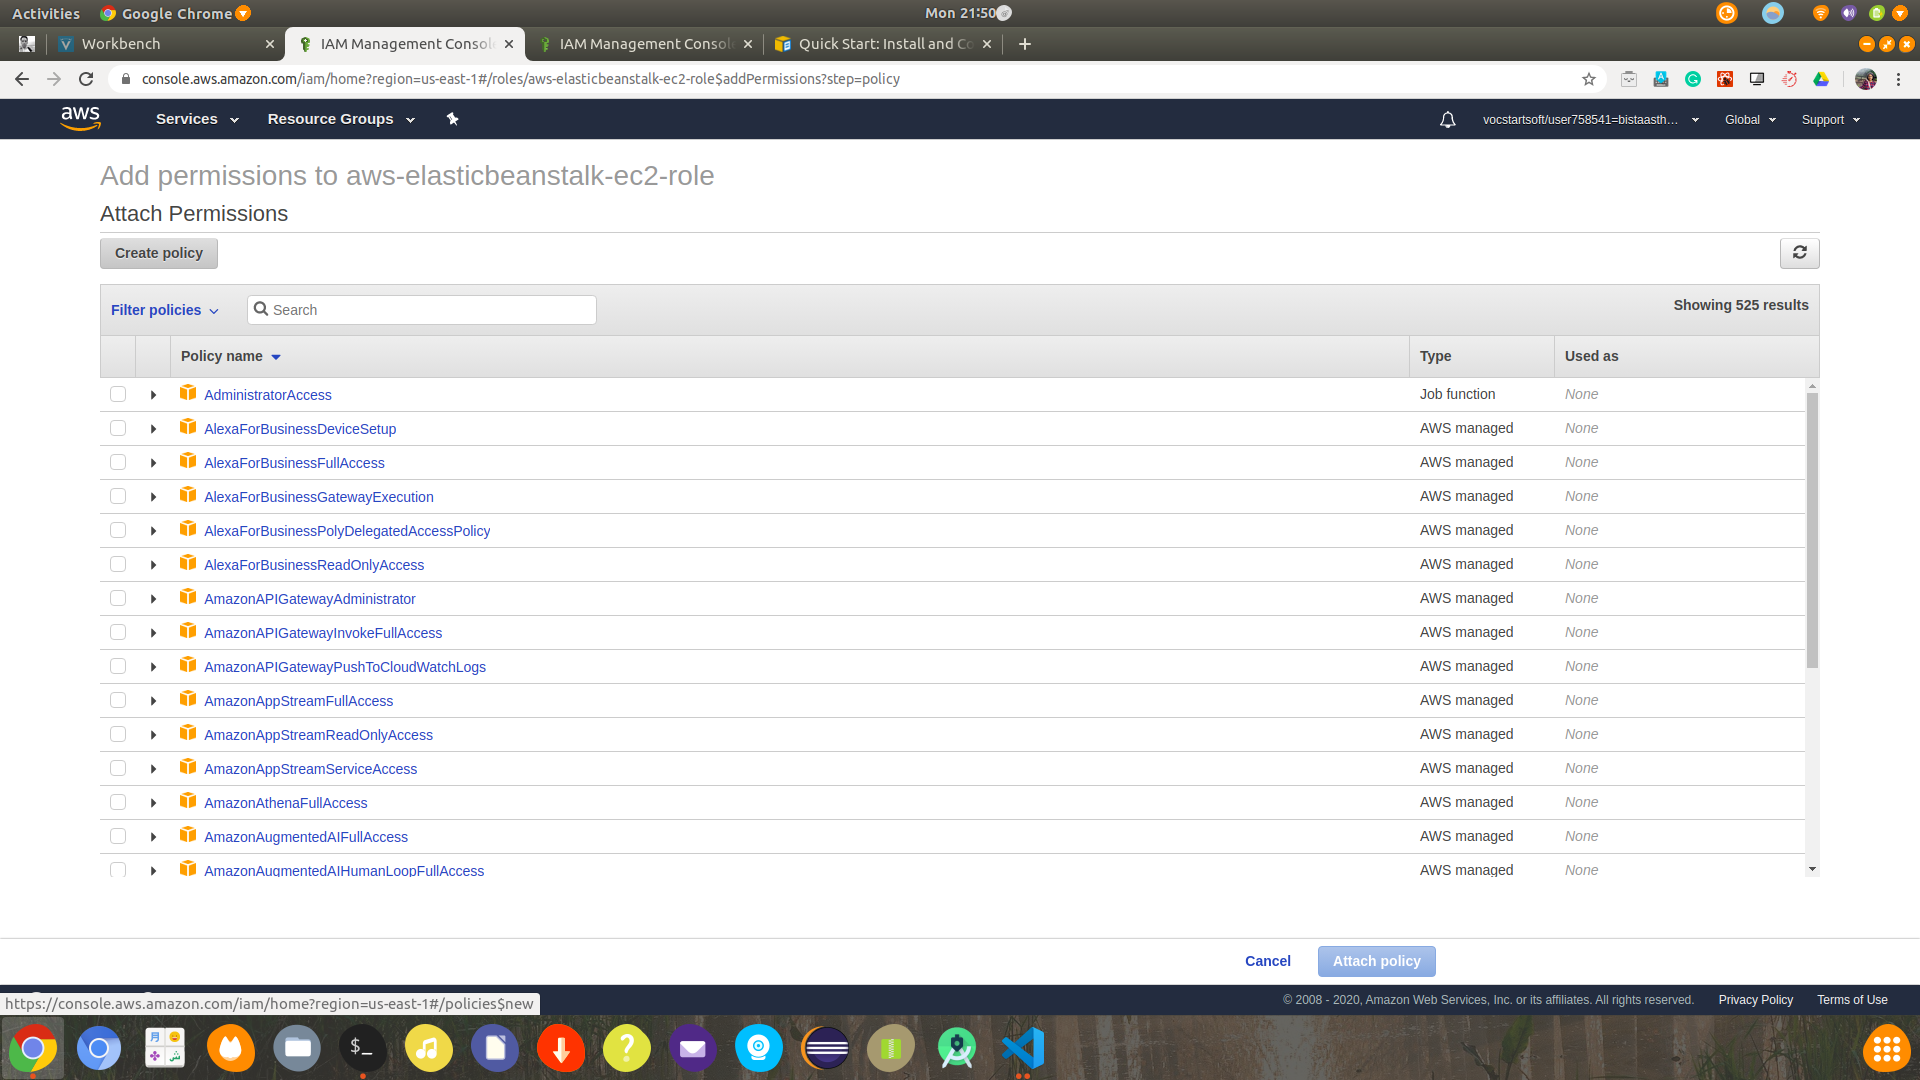 Activities
Google Chrome
Mon 21:50
Workbench
IAM Management Consol
IAM Management Consol
Quick Start: Install and Co
console.aws.amazon.com/iam/home?region=us-east-1#/roles/aws-elasticbeanstalk-ec2-role$addPermissions?step=policy
aws
Services
Resource Groups
vocstartsoft/user758541=bistaasth...
Global
Support
Add permissions to aws-elasticbeanstalk-ec2-role
Attach Permissions
Create policy
Filter policies
Search
Showing 525 results
Policy name
Type
Used as
AdministratorAccess
Job function
None
AlexaForBusinessDeviceSetup
AWS managed
None
AlexaForBusinessFullAccess
AWS managed
None
AlexaForBusinessGatewayExecution
AWS managed
None
AlexaForBusinessPolyDelegatedAccessPolicy
AWS managed
None
AlexaForBusinessReadOnlyAccess
AWS managed
None
AmazonAPIGatewayAdministrator
AWS managed
None
AmazonAPIGatewayInvokeFullAccess
AWS managed
None
AmazonAPIGatewayPushToCloudWatchLogs
AWS managed
None
AmazonAppStreamFullAccess
AWS managed
None
AmazonAppStreamReadOnlyAccess
AWS managed
None
AmazonAppStreamServiceAccess
AWS managed
None
AmazonAthenaFullAccess
AWS managed
None
AmazonAugmentedAIFullAccess
AWS managed
None
AmazonAugmentedAIHumanLoopFullAccess
AWS managed
None
Cancel
Attach policy
https://console.aws.amazon.com/iam/home?region=us-east-1#/policies$new
© 2008 - 2020, Amazon Web Services, Inc. or its affiliates. All rights reserved.
Privacy Policy
Terms of Use